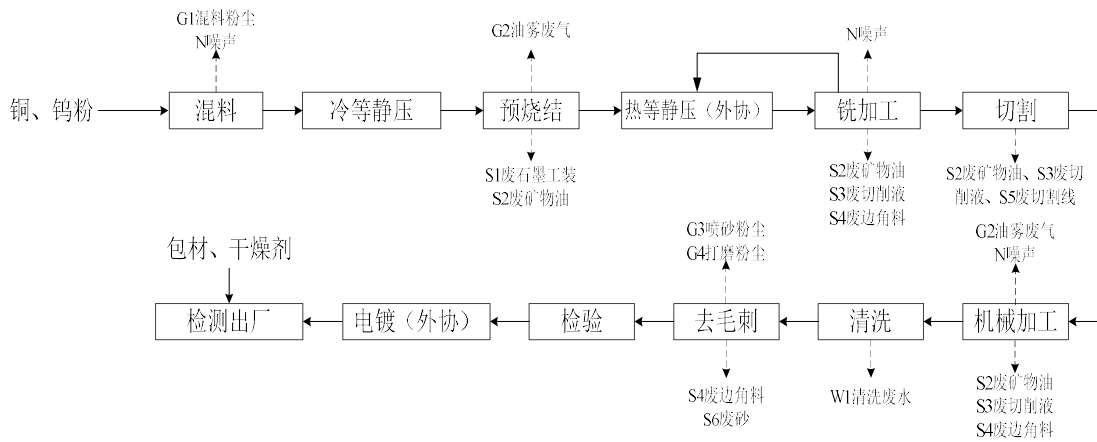 G1混料粉尘
N噪声
G2油雾废气
N噪声
铜、钨粉
混料
冷等静压
预烧结
热等静压（外协）
铣加工
切割
S1废石墨工装
S2废矿物油
S2废矿物油
S3废切削液
S4废边角料
S2废矿物油、S3废切
削液、S5废切割线
包材、干燥剂
G3喷砂粉尘
G4打磨粉尘
G2油雾废气
N噪声
检测出厂
电镀（外协）
检验
去毛刺
清洗
机械加工
S4废边角料
S6废砂
W1清洗废水
S2废矿物油
S3废切削液
S4废边角料